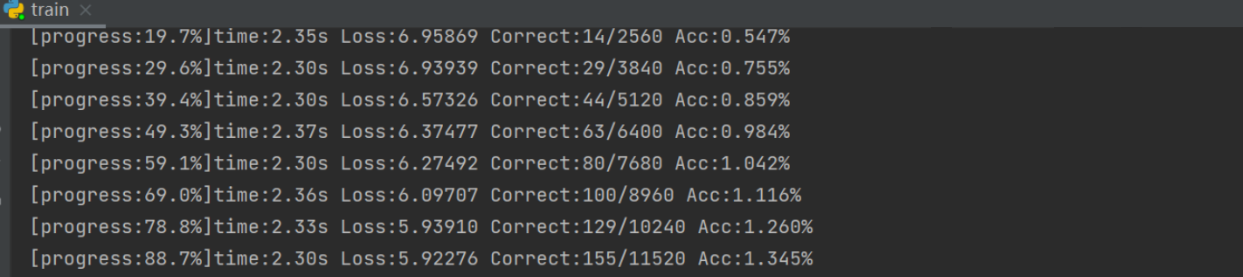 train
[progress:19.7%]time:2.35s Loss:6.95869 Correct:14/2560 Acc:0.547%
[progress:29.6%]time:2.30s Loss:6.93939 Correct:29/3840 Acc:0.755%
[progress:39.4%]time:2.30s Loss:6.57326 Correct:44/5120 Acc:0.859%
[progress:49.3%]time:2.37s Loss:6.37477 Correct:63/6400 Acc:0.984%
[progress:59.1%]time:2.30s Loss:6.27492 Correct:80/7680 Acc:1.042%
[progress:69.0%]time:2.36s Loss:6.09707 Correct:100/8960 Acc:1.116%
[progress:78.8%]time:2.33s Loss:5.93910 Correct:129/10240 Acc:1.260%
[progress:88.7%]time:2.30s Loss:5.92276 Correct:155/11520 Acc:1.345%